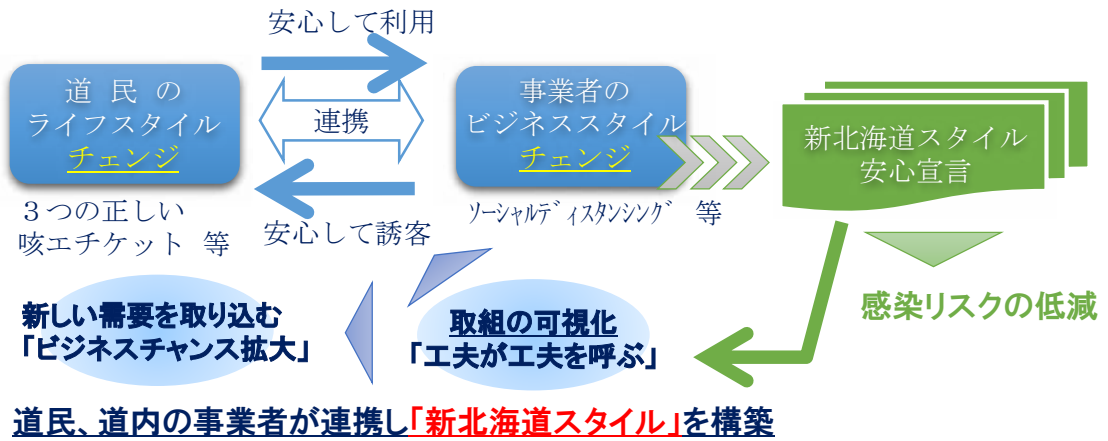 安心して利用
道 民 の
ライフスタイル
チェンジ
連携
事業者の
ビジネススタイル
チェンジ
新北海道スタイル
安心宣言
３つの正しい
咳エチケット 等
安心して誘客
ｿｰｼｬﾙﾃﾞｨｽﾀﾝｼﾝｸﾞ 等
感染リスクの低減
新しい需要を取り込む
「ビジネスチャンス拡大」
取組の可視化
「工夫が工夫を呼ぶ」
道民、道内の事業者が連携し「新北海道スタイル」を構築